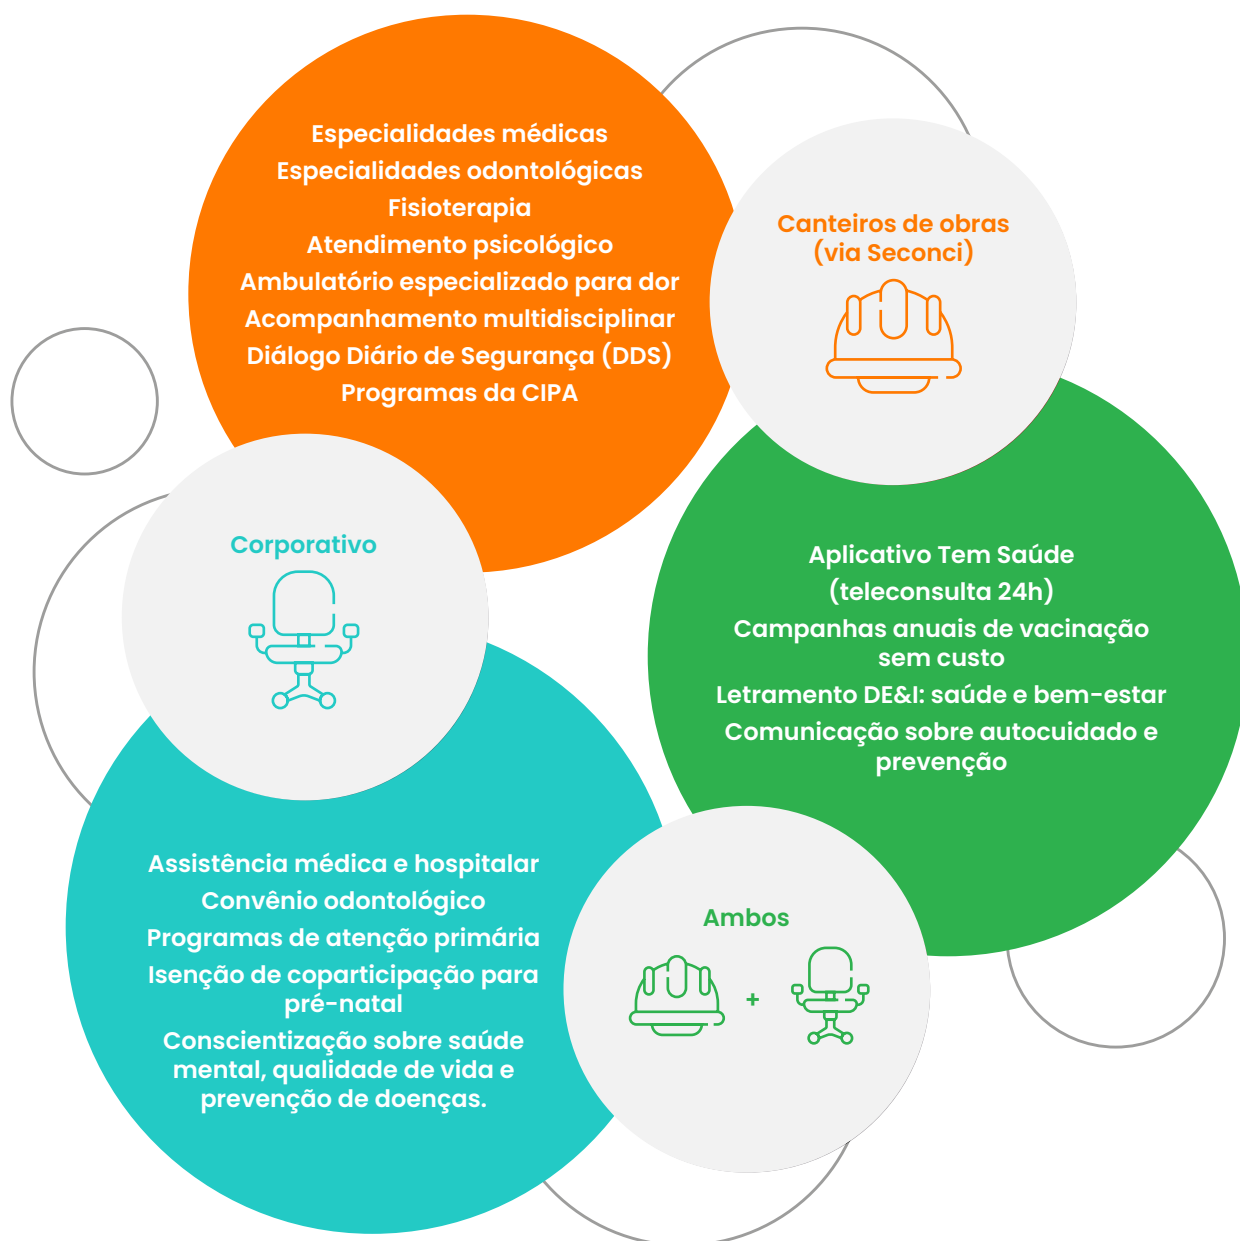 Especialidades médicas
Especialidades odontológicas
Fisioterapia
Atendimento psicológico
Ambulatório especializado para dor
Acompanhamento multidisciplinar
Diálogo Diário de Segurança (DDS)
Programas da CIPA
Canteiros de obras
(via Seconci)
Corporativo
Aplicativo Tem Saúde
(teleconsulta 24h)
Campanhas anuais de vacinação
sem custo
Letramento DE&I: saúde e bem-estar
Comunicação sobre autocuidado e
prevenção
Assistência médica e hospitalar
Convênio odontológico
Programas de atenção primária
Isenção de coparticipação para
pré-natal
Conscientização sobre saúde
mental, qualidade de vida e
prevenção de doenças.
Ambos
+